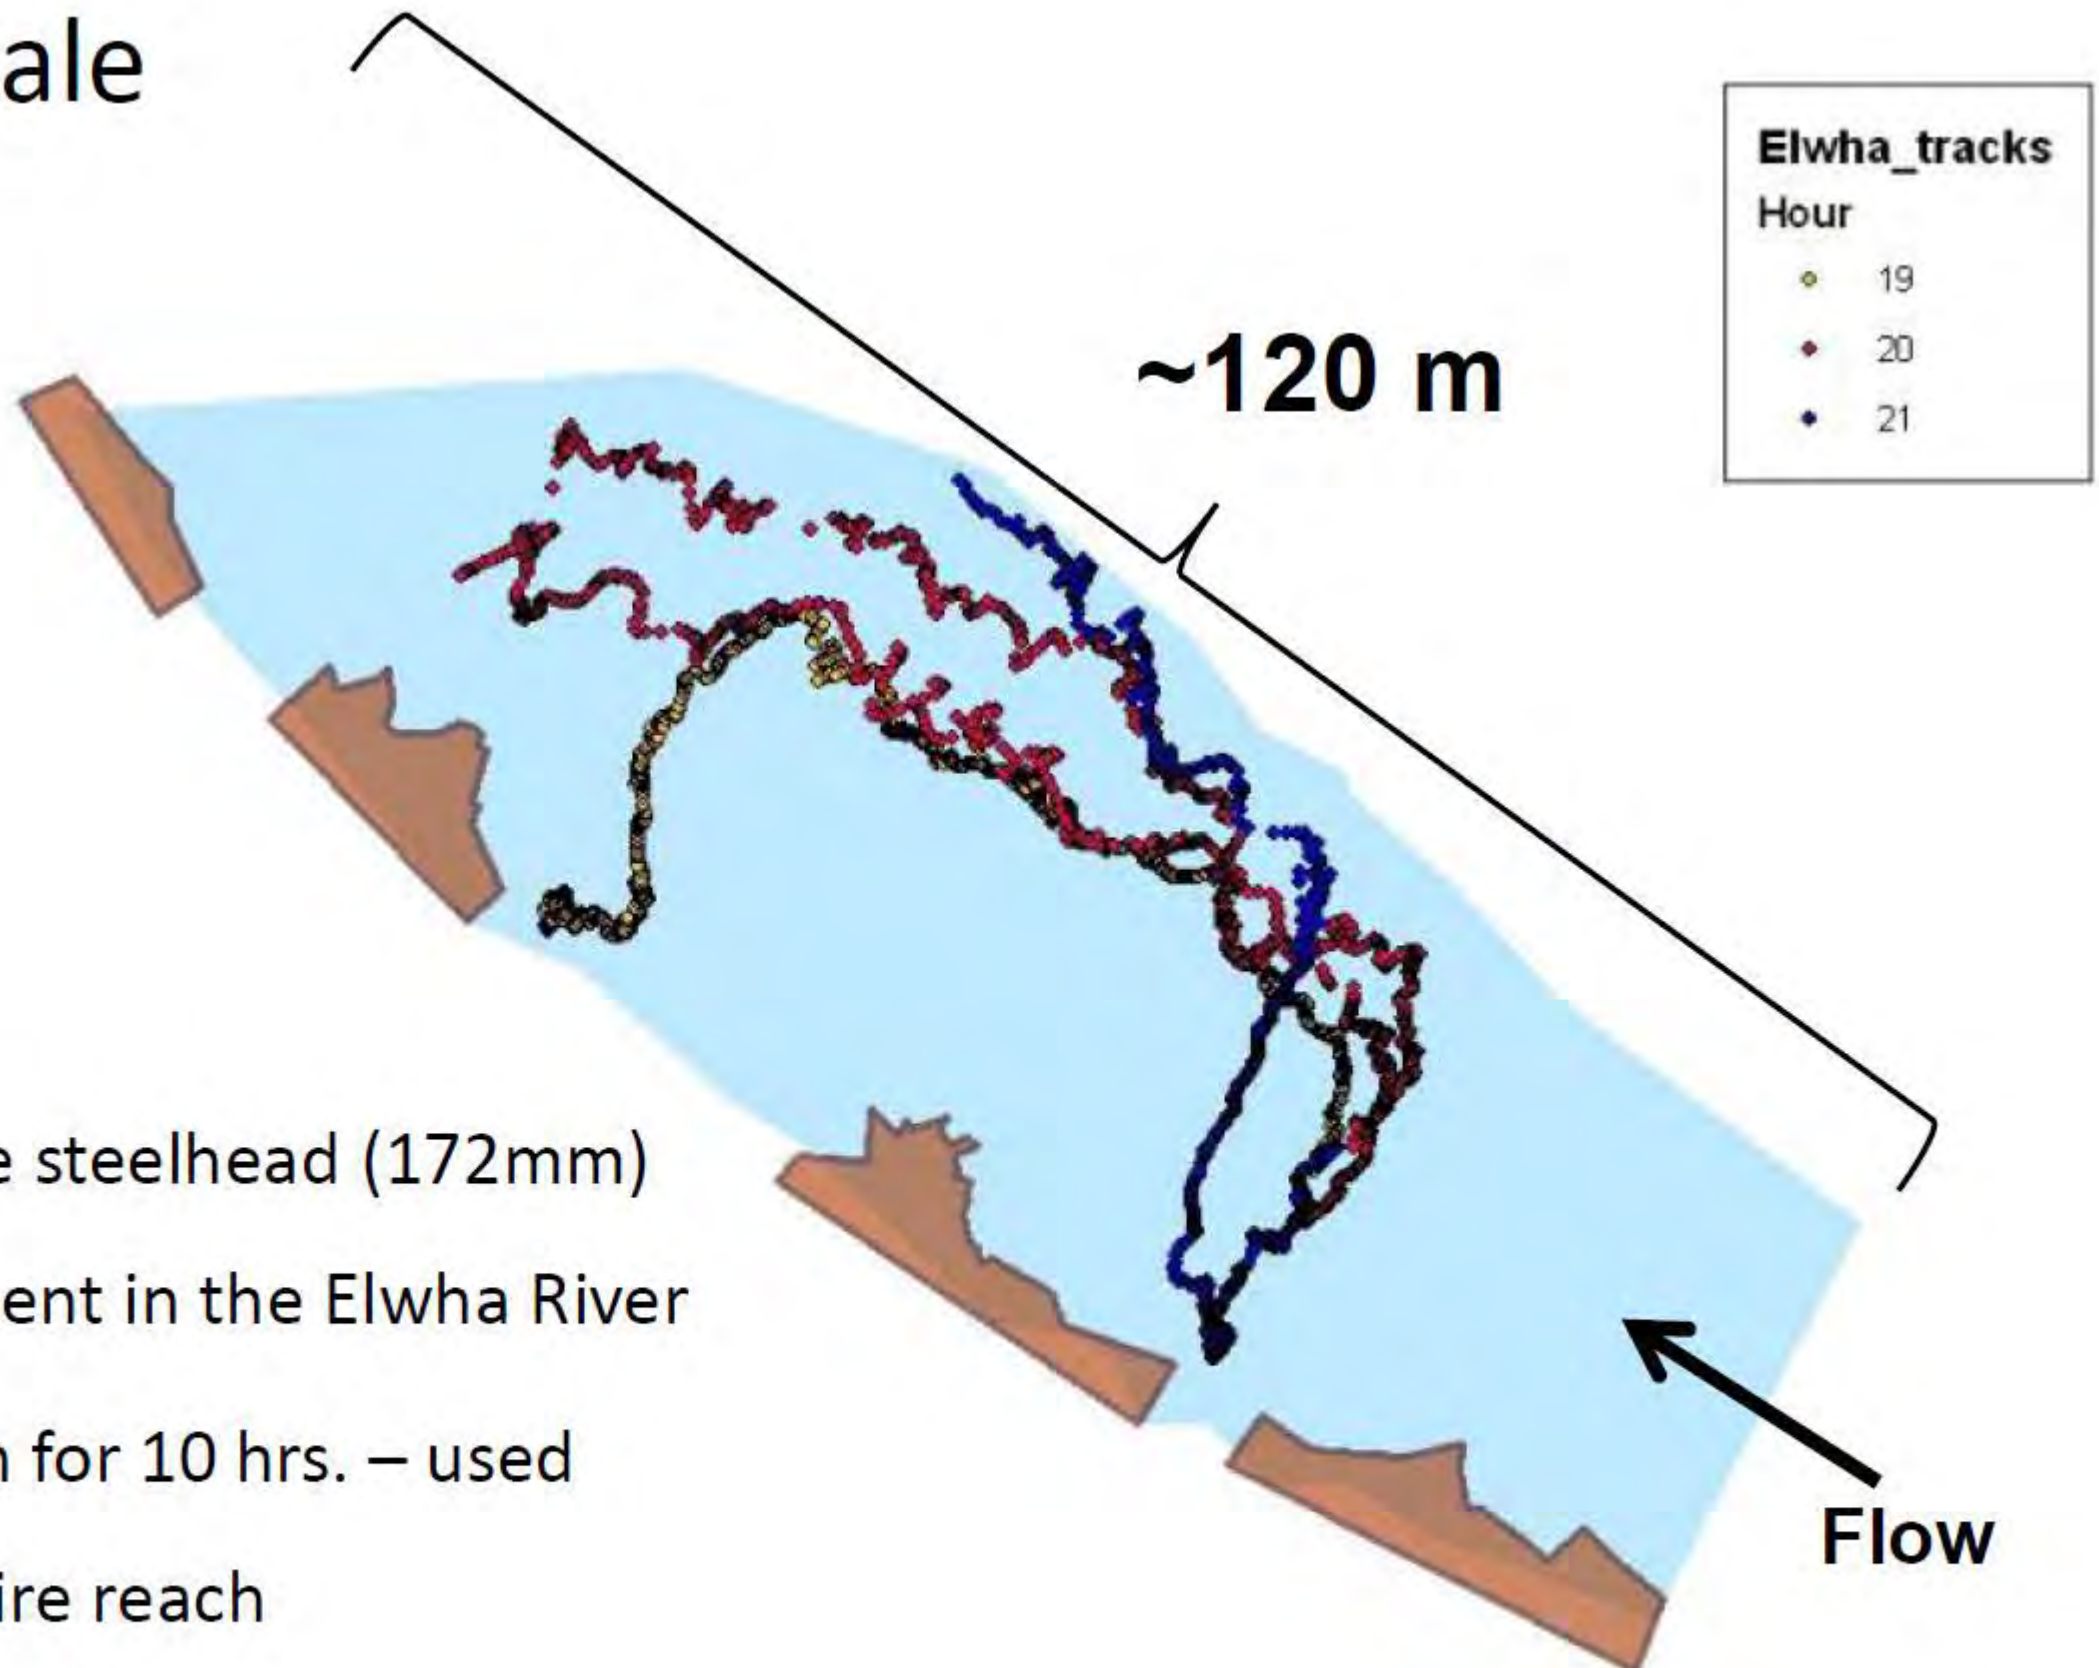 ale
Elwha_tracks
Hour
19
20
21
~120 m
e steelhead (172mm)
ent in the Elwha River
n for 10 hrs. – used
ire reach
Flow